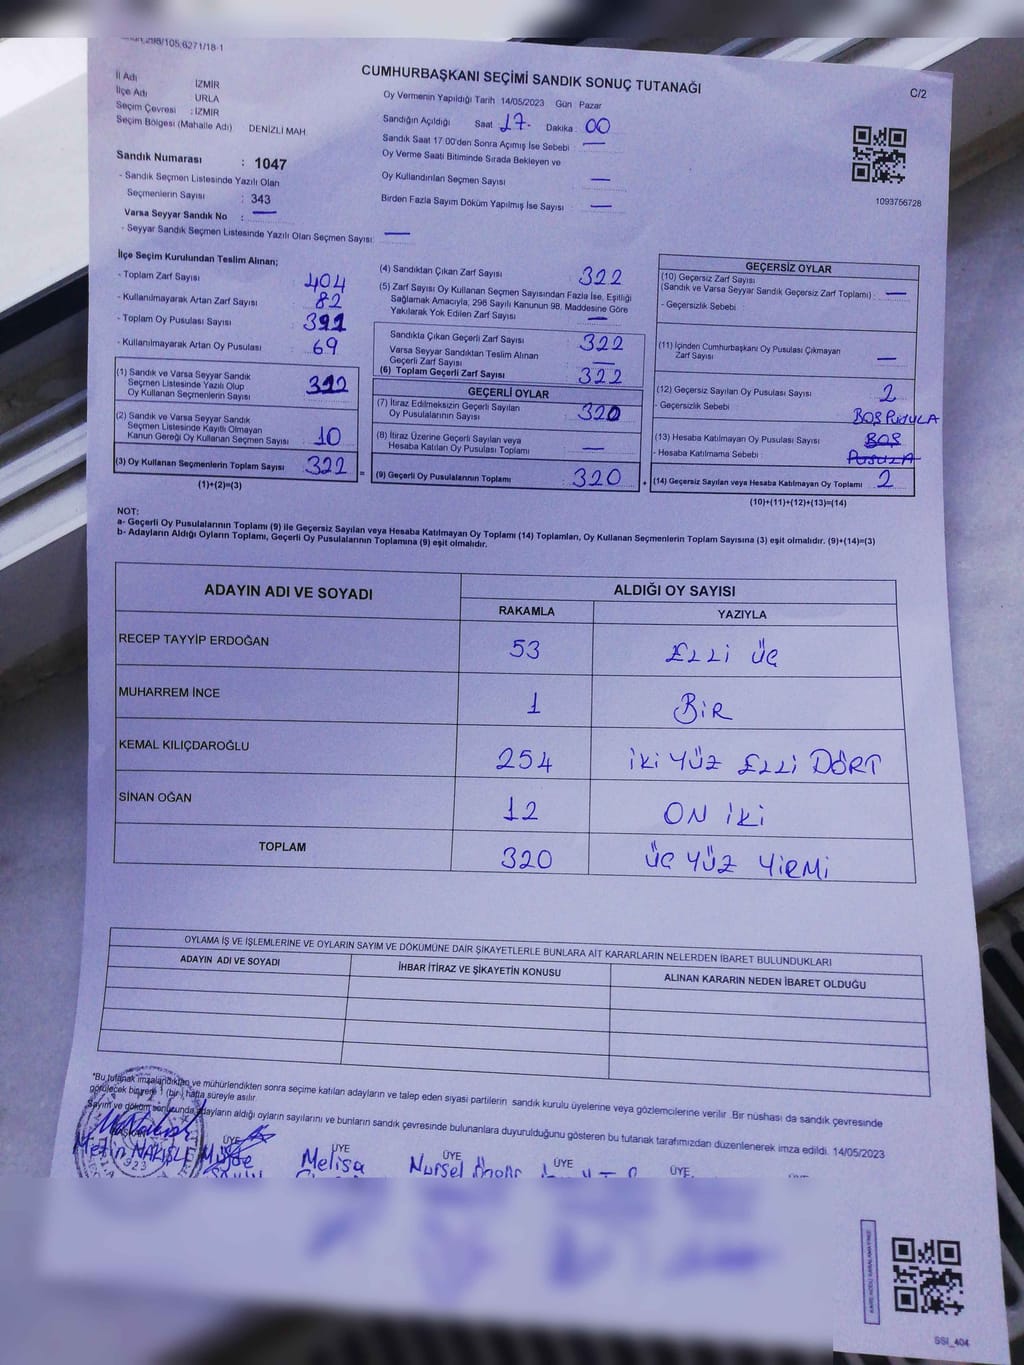 298/105,6271/18-1
CUMHURBAŞKANI SEÇİMİ SANDIK SONUÇ TUTANAĞI
C/2
İl Adı İZMİR
İlçe Adı URLA
Seçim Çevresi : İZMİR
Seçim Bölgesi (Mahalle Adı) DENİZLİ MAH.
Oy Vermenin Yapıldığı Tarih 14/05/2023 Gün Pazar
Sandığın Açıldığı Saat : 17. Dakika : 00
Sandık Saat 17:00'den Sonra Açımış İse Sebebi —
Oy Verme Saati Bitiminde Sırada Bekleyen ve
Oy Kullandırılan Seçmen Sayısı —
Birden Fazla Sayım Döküm Yapılmış İse Sayısı —
1093756728
Sandık Numarası : 1047
- Sandık Seçmen Listesinde Yazılı Olan
Seçmenlerin Sayısı : 343
Varsa Seyyar Sandık No : —
- Seyyar Sandık Seçmen Listesinde Yazılı Olan Seçmen Sayısı: —
İlçe Seçim Kurulundan Teslim Alınan;
- Toplam Zarf Sayısı : 404
- Kullanılmayarak Artan Zarf Sayısı : 82
- Toplam Oy Pusulası Sayısı : 391
- Kullanılmayarak Artan Oy Pusulası : 69
(1) Sandık ve Varsa Seyyar Sandık
Seçmen Listesinde Yazılı Olup
Oy Kullanan Seçmenlerin Sayısı : 312
(2) Sandık ve Varsa Seyyar Sandık
Seçmen Listesinde Kayıtlı Olmayan
Kanun Gereği Oy Kullanan Seçmen Sayısı : 10
(3) Oy Kullanan Seçmenlerin Toplam Sayısı : 322
(1)+(2)=(3)
(4) Sandıktan Çıkan Zarf Sayısı : 322
(5) Zarf Sayısı Oy Kullanan Seçmen Sayısından Fazla İse, Eşitliği
Sağlamak Amacıyla; 298 Sayılı Kanunun 98. Maddesine Göre
Yakılarak Yok Edilen Zarf Sayısı : —
Sandıkta Çıkan Geçerli Zarf Sayısı : 322
Varsa Seyyar Sandıktan Teslim Alınan
Geçerli Zarf Sayısı : —
(6) Toplam Geçerli Zarf Sayısı : 322
GEÇERLİ OYLAR
(7) İtiraz Edilmeksizin Geçerli Sayılan
Oy Pusulalarının Sayısı : 320
(8) İtiraz Üzerine Geçerli Sayılan veya
Hesaba Katılan Oy Pusulası Toplamı : —
= (9) Geçerli Oy Pusulalarının Toplamı : 320 +
GEÇERSİZ OYLAR
(10) Geçersiz Zarf Sayısı
(Sandık ve Varsa Seyyar Sandık Geçersiz Zarf Toplamı) : —
- Geçersizlik Sebebi
(11) İçinden Cumhurbaşkanı Oy Pusulası Çıkmayan
Zarf Sayısı : —
(12) Geçersiz Sayılan Oy Pusulası Sayısı : 2
- Geçersizlik Sebebi : BOŞ PUSULA
(13) Hesaba Katılmayan Oy Pusulası Sayısı : BOŞ
- Hesaba Katılmama Sebebi : PUSULA
(14) Geçersiz Sayılan veya Hesaba Katılmayan Oy Toplamı : 2
(10)+(11)+(12)+(13)=(14)
NOT:
a- Geçerli Oy Pusulalarının Toplamı (9) ile Geçersiz Sayılan veya Hesaba Katılmayan Oy Toplamı (14) Toplamları, Oy Kullanan Seçmenlerin Toplam Sayısına (3) eşit olmalıdır. (9)+(14)=(3)
b- Adayların Aldığı Oyların Toplamı, Geçerli Oy Pusulalarının Toplamına (9) eşit olmalıdır.
ADAYIN ADI VE SOYADI ALDIĞI OY SAYISI
RAKAMLA YAZIYLA
RECEP TAYYİP ERDOĞAN 53 ELLİ ÜÇ
MUHARREM İNCE 1 BİR
KEMAL KILIÇDAROĞLU 254 İKİ YÜZ ELLİ DÖRT
SİNAN OĞAN 12 ON İKİ
TOPLAM 320 ÜÇ YÜZ YİRMİ
OYLAMA İŞ VE İŞLEMLERİNE VE OYLARIN SAYIM VE DÖKÜMÜNE DAİR ŞİKAYETLERLE BUNLARA AİT KARARLARIN NELERDEN İBARET BULUNDUKLARI
ADAYIN ADI VE SOYADI İHBAR İTİRAZ VE ŞİKAYETİN KONUSU ALINAN KARARIN NEDEN İBARET OLDUĞU
*Bu tutanak imzalandıktan ve mühürlendikten sonra seçime katılan adayların ve talep eden siyasi partilerin sandık kurulu üyelerine veya gözlemcilerine verilir. Bir nüshası da sandık çevresinde
görülecek bir yere 1 (bir) hafta süreyle asılır.
Sayım ve döküm sonucunda adayların aldığı oyların sayılarını ve bunların sandık çevresinde bulunanlara duyurulduğunu gösteren bu tutanak tarafımızdan düzenlenerek imza edildi. 14/05/2023
ÜYE ÜYE ÜYE ÜYE ÜYE
Metin Müjde Melisa Nursel
SSİ_404